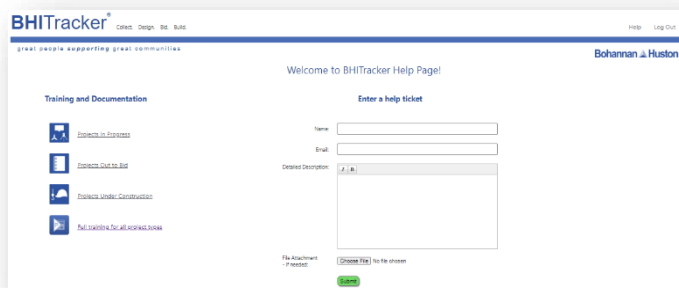 BHITracker® Collect. Design. Bid. Build.
Help Log Out
great people supporting great communities
Bohannan Huston
Welcome to BHITracker Help Page!
Training and Documentation
Projects In Progress
Projects Out to Bid
Projects Under Construction
Full training for all project types
Enter a help ticket
Name:
Email:
Detailed Description:
I B
File Attachment
- if needed:
Choose File No file chosen
Submit